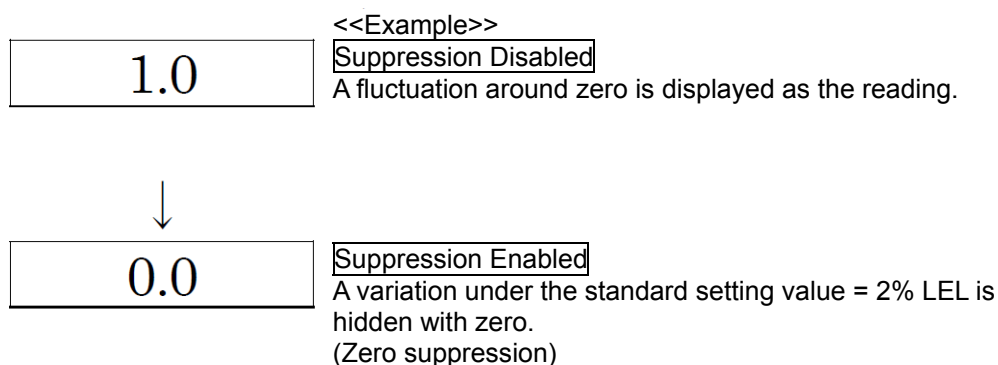 <<Example>>
Suppression Disabled
1.0
A fluctuation around zero is displayed as the reading.
↓
Suppression Enabled
0.0
A variation under the standard setting value = 2% LEL is
hidden with zero.
(Zero suppression)